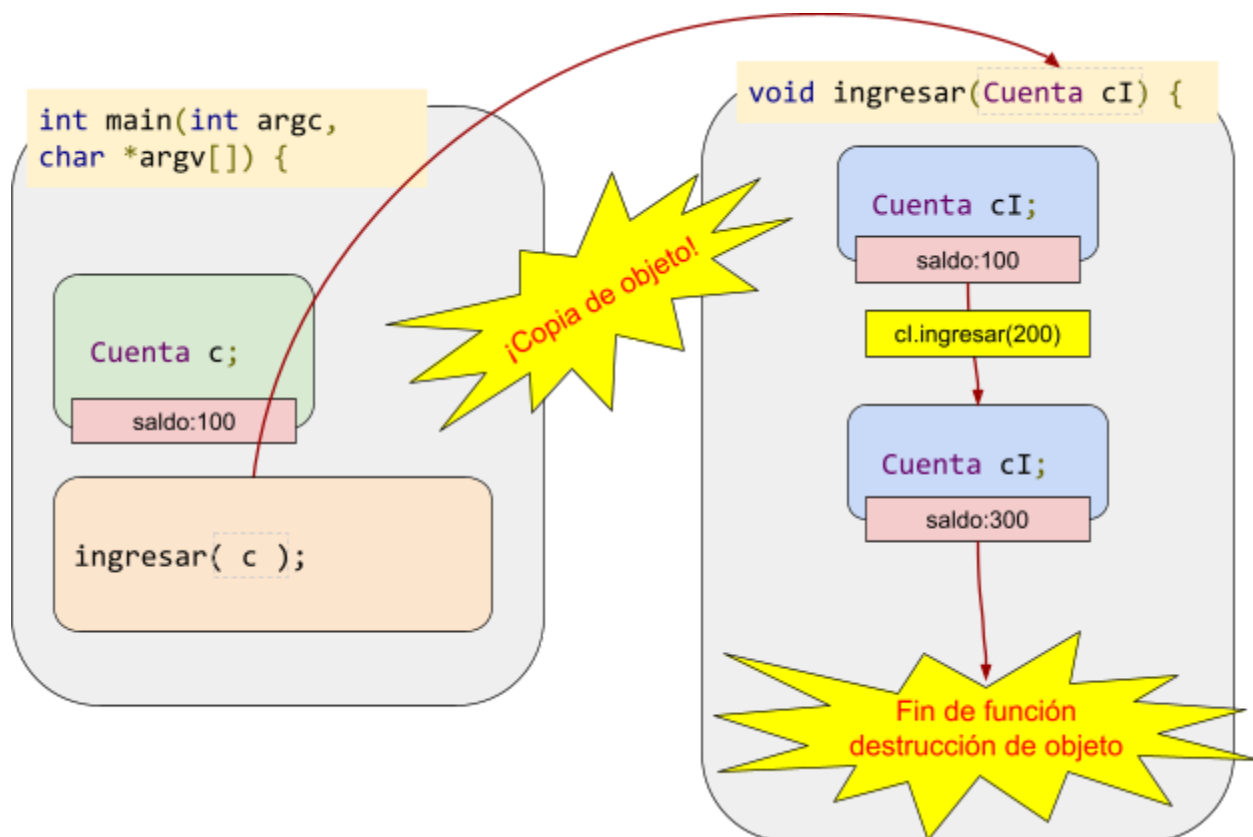 int main(int argc,
char *argv[]) {
Cuenta c;
saldo:100
ingresar( c );
¡Copia de objeto!
void ingresar(Cuenta cI) {
Cuenta cI;
saldo:100
cI.ingresar(200)
Cuenta cI;
saldo:300
Fin de función
destrucción de objeto